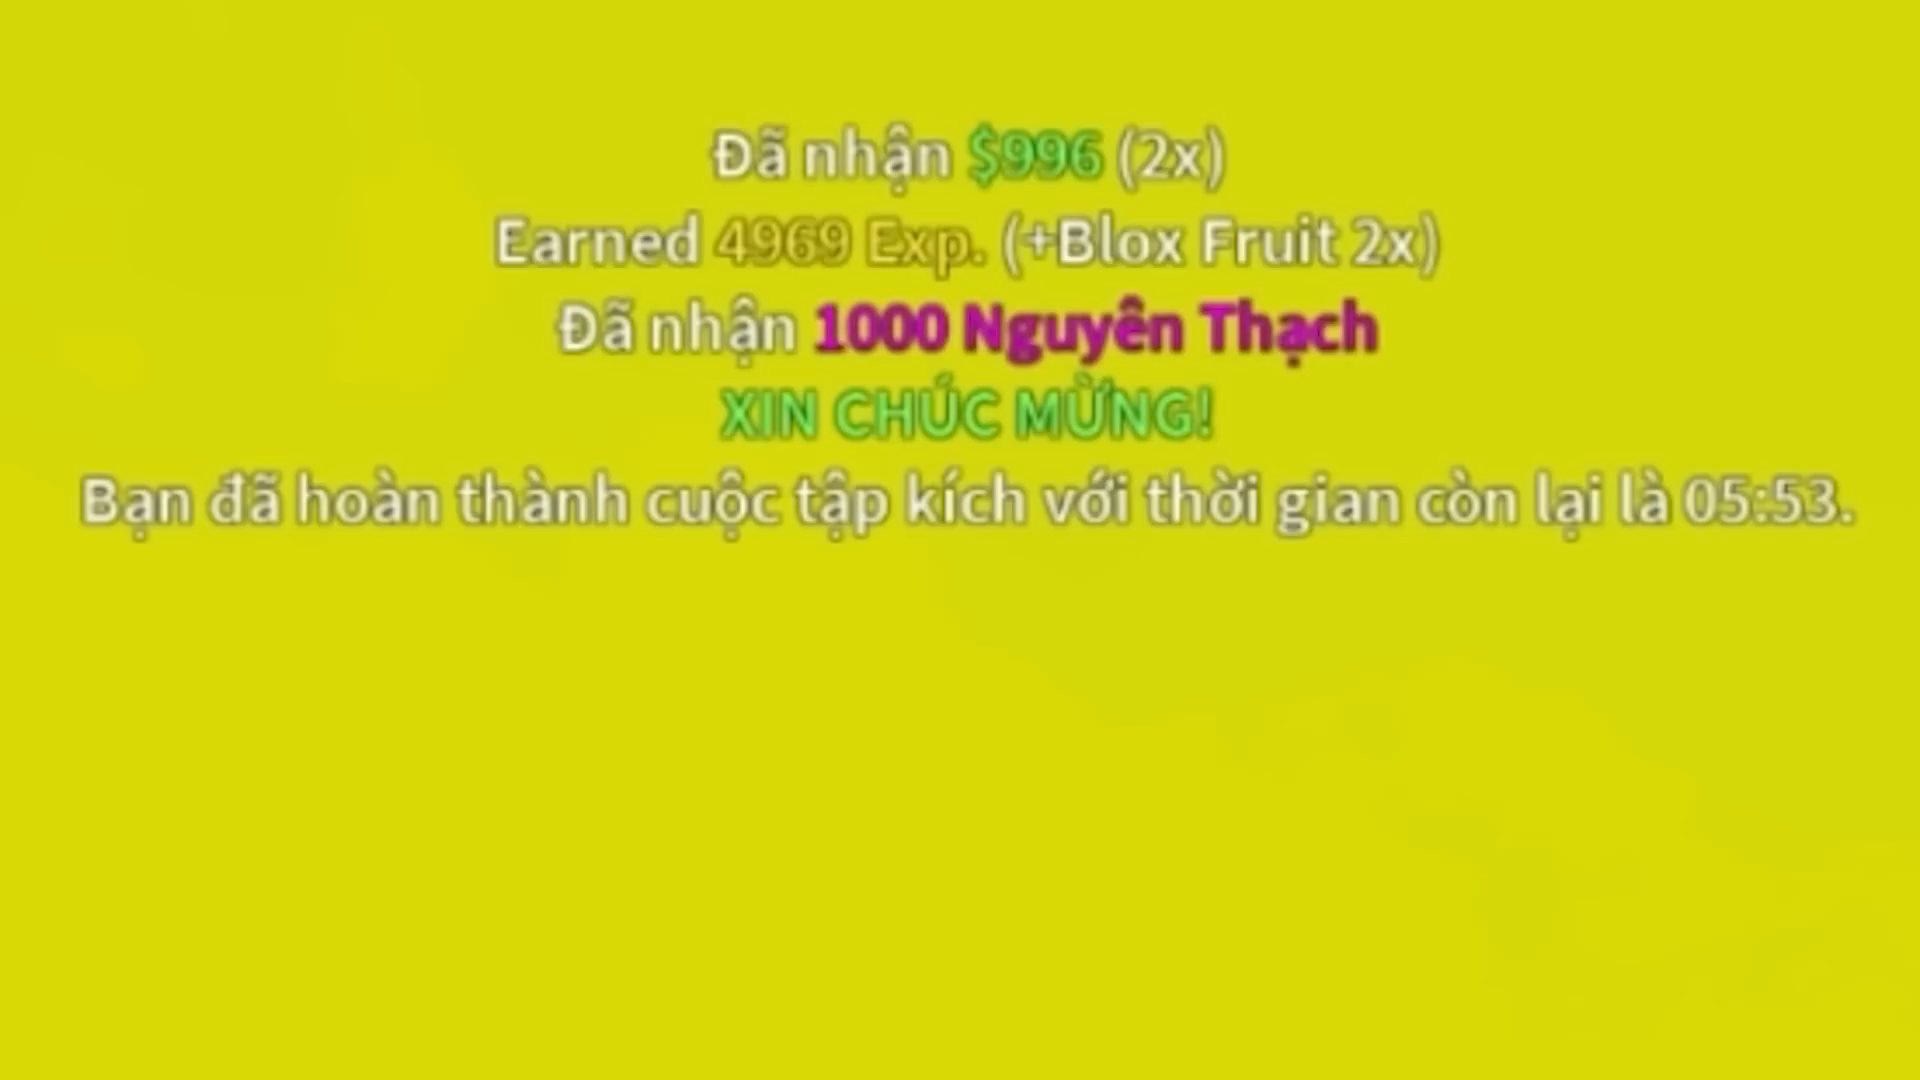 Đã nhận $996 (2x)
Earned 4969 Exp. (+Blox Fruit 2x)
Đã nhận 1000 Nguyên Thạch
XIN CHÚC MỪNG!
Bạn đã hoàn thành cuộc tập kích với thời gian còn lại là 05:53.